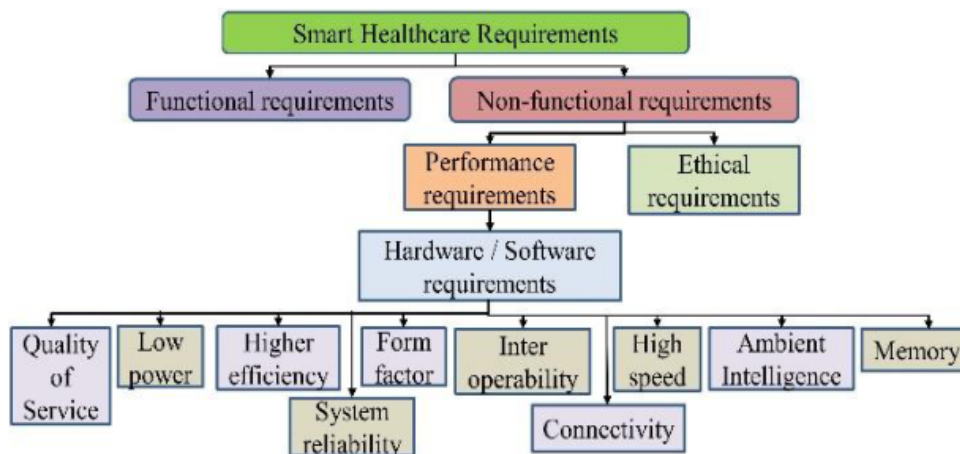 Smart Healthcare Requirements
Functional requirements
Non-functional requirements
Performance
requirements
Ethical
requirements
Hardware / Software
requirements
Quality
of
Service
Low
power
Higher
efficiency
Form
factor
Inter
operability
High
speed
Ambient
Intelligence
Memory
System
reliability
Connectivity